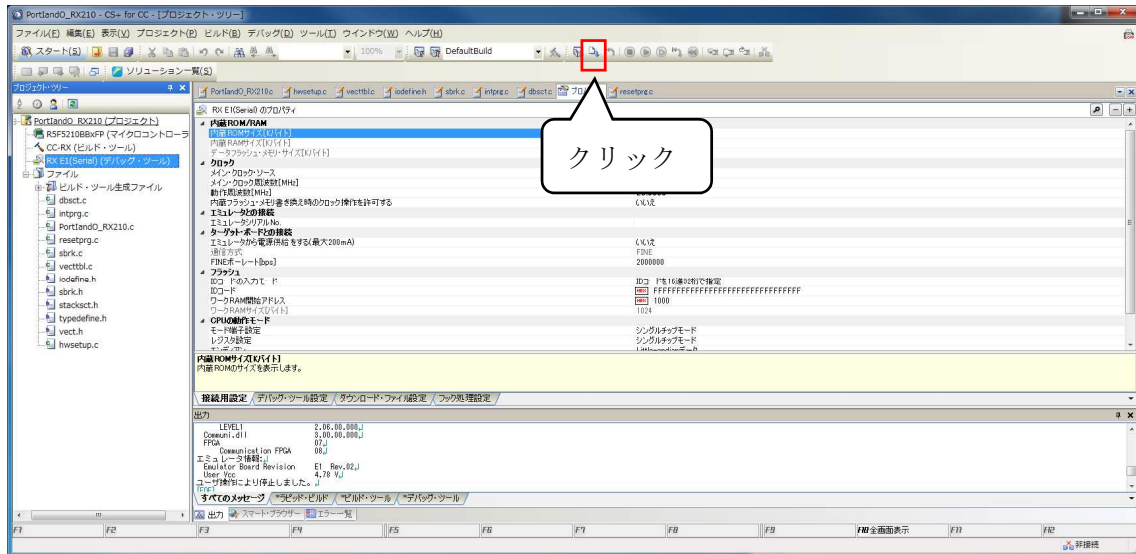 PortIandO_RX210 - CS+ for CC - [プロジェクト・ツリー]
ファイル(F) 編集(E) 表示(V) プロジェクト(P) ビルド(B) デバッグ(D) ツール(T) ウインドウ(W) ヘルプ(H)
スタート(S) 100% DefaultBuild
ソリューション一覧(S)
プロジェクト・ツリー
PortIandO_RX210.c hwsetup.c vecttbl.c iodefine.h sbrk.c intprg.c dbsct.c resetprg.c
PortIandO_RX210 (プロジェクト)
R5F5210BBxFP (マイクロコントローラ
CC-RX (ビルド・ツール)
RX E1(Serial) (デバッグ・ツール)
ファイル
ビルド・ツール生成ファイル
dbsct.c
intprg.c
PortIandO_RX210.c
resetprg.c
sbrk.c
vecttbl.c
iodefine.h
sbrk.h
stacksct.h
typedefine.h
vect.h
hwsetup.c
RX E1(Serial) のプロパティ
内蔵ROM/RAM
内蔵ROMサイズ[Kバイト]
内蔵RAMサイズ[Kバイト]
データフラッシュ・メモリ・サイズ[Kバイト]
クロック
メイン・クロック・ソース
メイン・クロック周波数[MHz]
動作周波数[MHz]
内蔵フラッシュ・メモリ書き換え時のクロック操作を許可する いいえ
エミュレータとの接続
エミュレータシリアルNo.
ターゲット・ボードとの接続
エミュレータから電源供給をする(最大200mA) いいえ
通信方式 FINE
FINEボーレート[bps] 2000000
フラッシュ
IDコードの入力モード IDコードを16進32桁で指定
IDコード HEX FFFFFFFFFFFFFFFFFFFFFFFFFFFFFFFF
ワークRAM開始アドレス HEX 1000
ワークRAMサイズ[バイト] 1024
CPUの動作モード
モード端子設定 シングルチップモード
レジスタ設定 シングルチップモード
エンディアン Little-endianデータ
クリック
内蔵ROMサイズ[Kバイト]
内蔵ROMのサイズを表示します。
接続用設定 デバッグ・ツール設定 ダウンロード・ファイル設定 フック処理設定
出力
LEVEL1 2.06.00.000
Communi.dll 3.00.00.000
FPGA 07
Communication FPGA 08
エミュレータ情報:
Emulator Board Revision E1 Rev.02
User Vcc 4.78 V
ユーザ操作により停止しました。
[EOF]
すべてのメッセージ *ラピッド・ビルド *ビルド・ツール *デバッグ・ツール
出力 スマート・ブラウザー エラー一覧
F1 F2 F3 F4 F5 F6 F7 F8 F9 F10 全画面表示 F11 F12
非接続